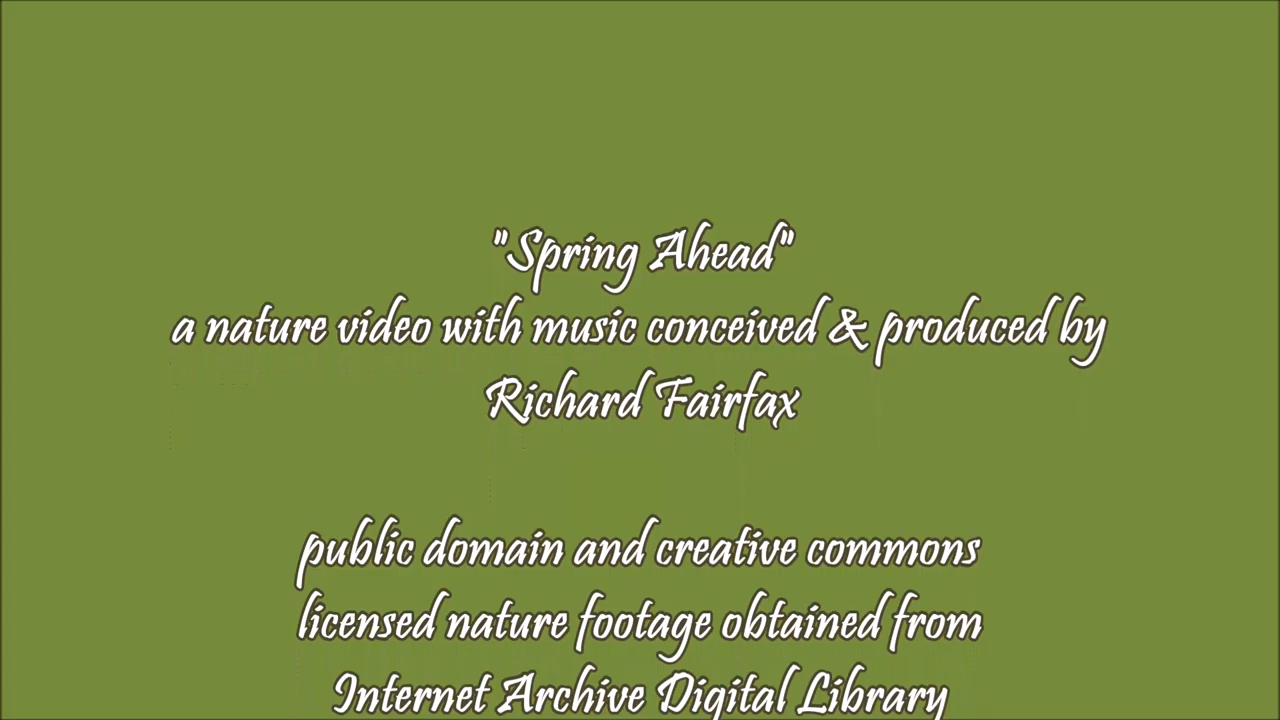 "Spring Ahead"
a nature video with music conceived & produced by
Richard Fairfax
public domain and creative commons
licensed nature footage obtained from
Internet Archive Digital Library